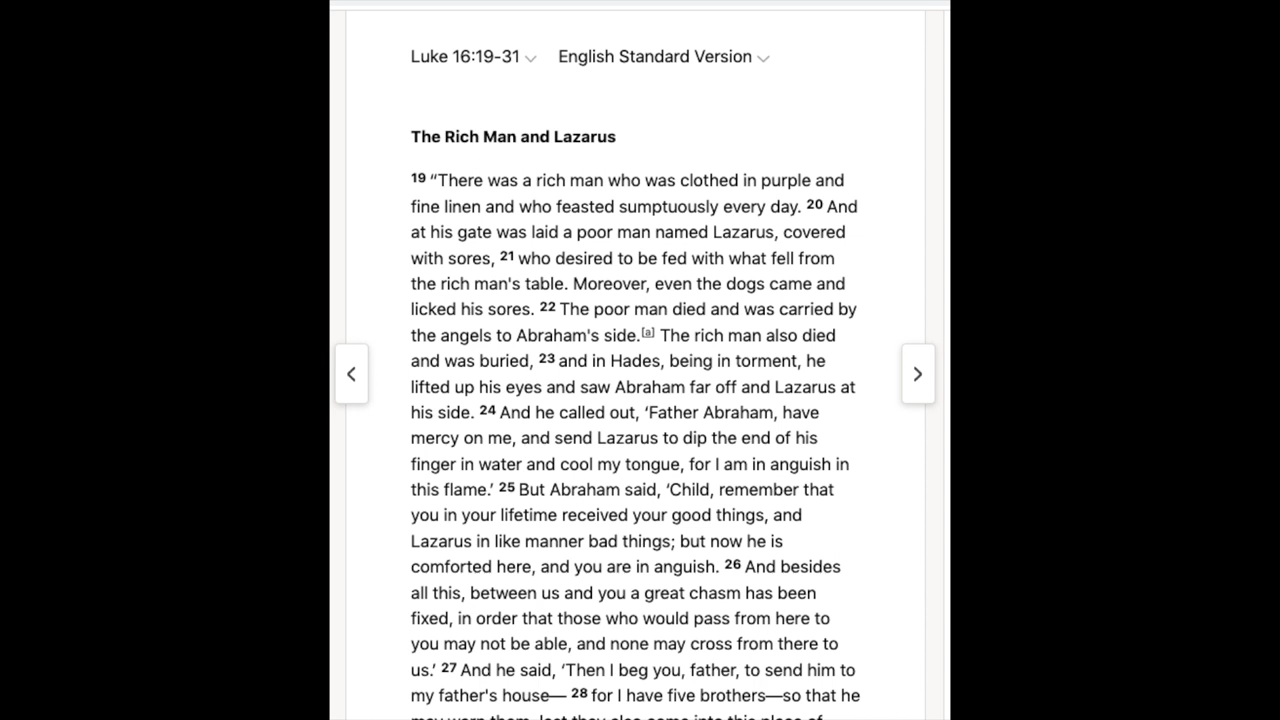 Luke 16:19-31 English Standard Version
The Rich Man and Lazarus
19 “There was a rich man who was clothed in purple and
fine linen and who feasted sumptuously every day. 20 And
at his gate was laid a poor man named Lazarus, covered
with sores, 21 who desired to be fed with what fell from
the rich man's table. Moreover, even the dogs came and
licked his sores. 22 The poor man died and was carried by
the angels to Abraham's side.[a] The rich man also died
and was buried, 23 and in Hades, being in torment, he
lifted up his eyes and saw Abraham far off and Lazarus at
his side. 24 And he called out, ‘Father Abraham, have
mercy on me, and send Lazarus to dip the end of his
finger in water and cool my tongue, for I am in anguish in
this flame.’ 25 But Abraham said, ‘Child, remember that
you in your lifetime received your good things, and
Lazarus in like manner bad things; but now he is
comforted here, and you are in anguish. 26 And besides
all this, between us and you a great chasm has been
fixed, in order that those who would pass from here to
you may not be able, and none may cross from there to
us.’ 27 And he said, ‘Then I beg you, father, to send him to
my father's house— 28 for I have five brothers—so that he
may warn them, lest they also come into this place of